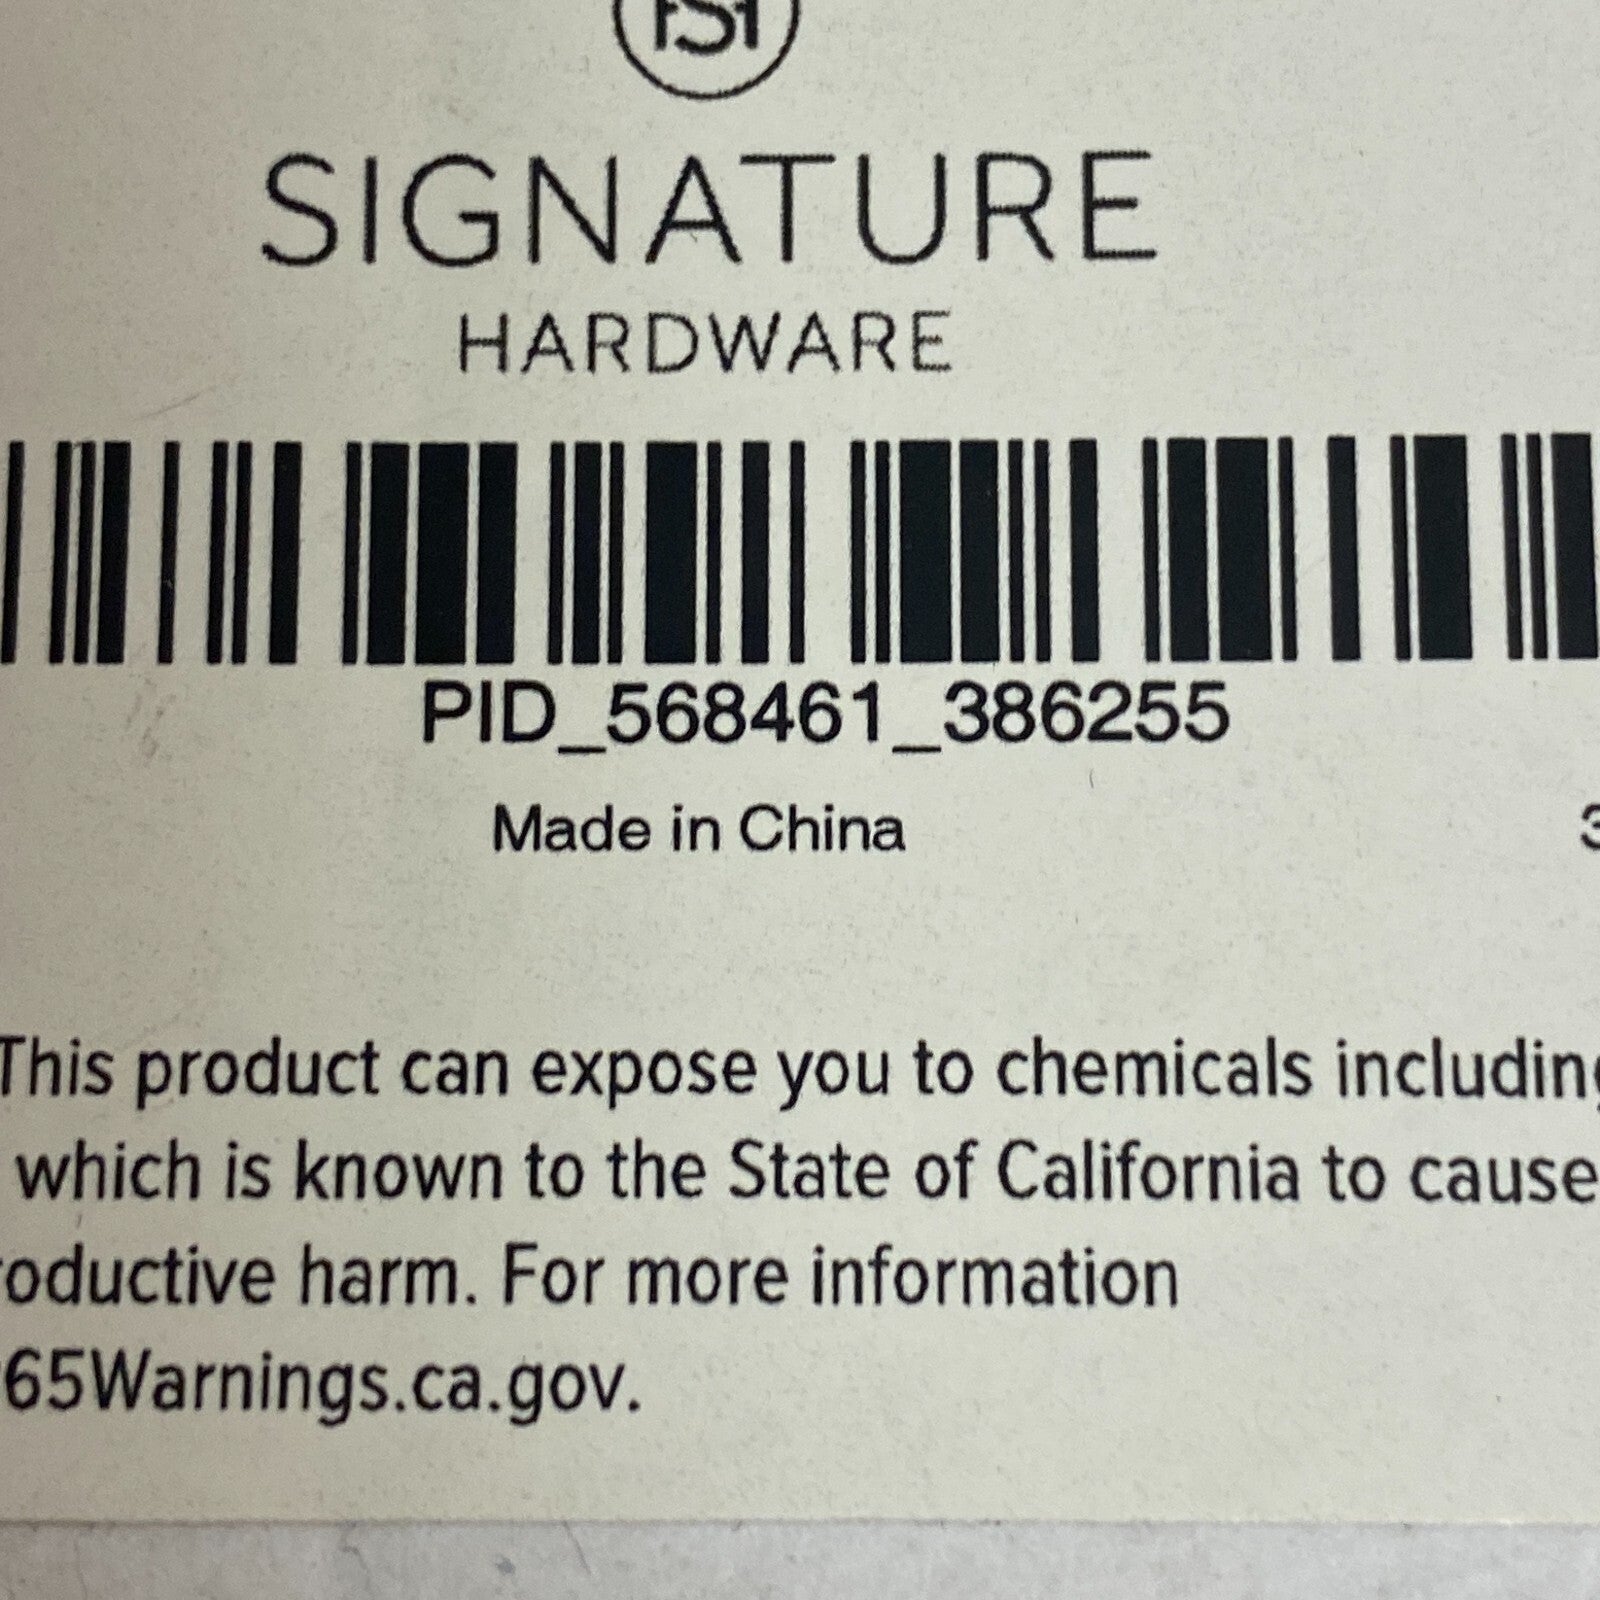 SIGNATURE
HARDWARE
PID_568461_386255
Made in China
This product can expose you to chemicals including
which is known to the State of California to cause
harm. For more information
65Warnings.ca.gov.